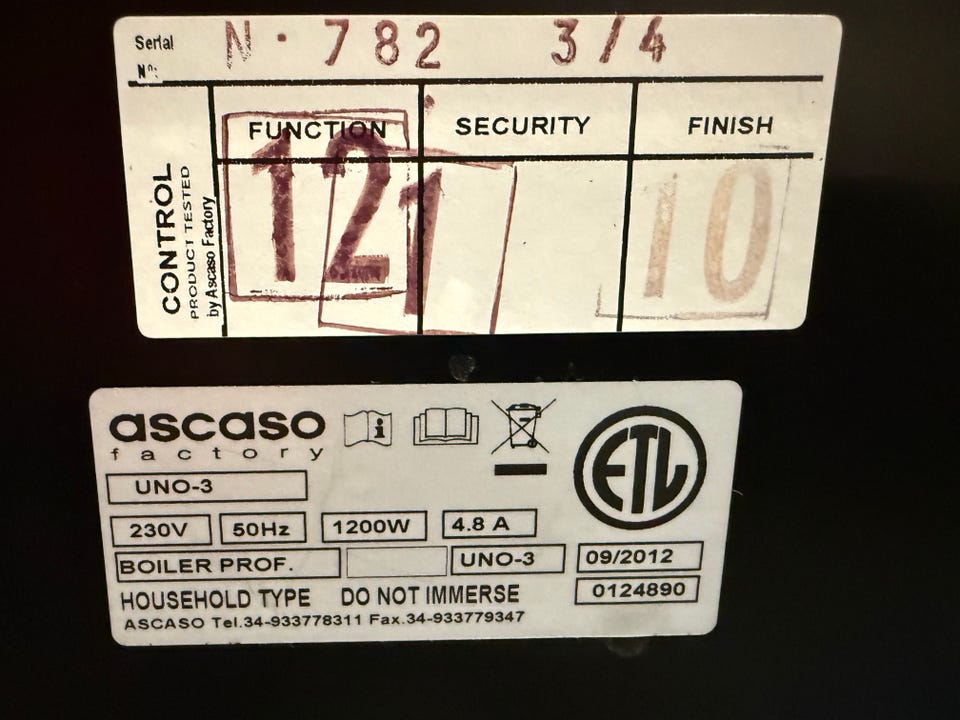 Serial N· 782 3/4
Nº:
FUNCTION SECURITY FINISH
CONTROL
PRODUCT TESTED
by Ascaso Factory
12 1 10
ascaso
factory
ETL
UNO-3
230V 50Hz 1200W 4.8 A
BOILER PROF. UNO-3 09/2012
0124890
HOUSEHOLD TYPE DO NOT IMMERSE
ASCASO Tel.34-933778311 Fax.34-933779347